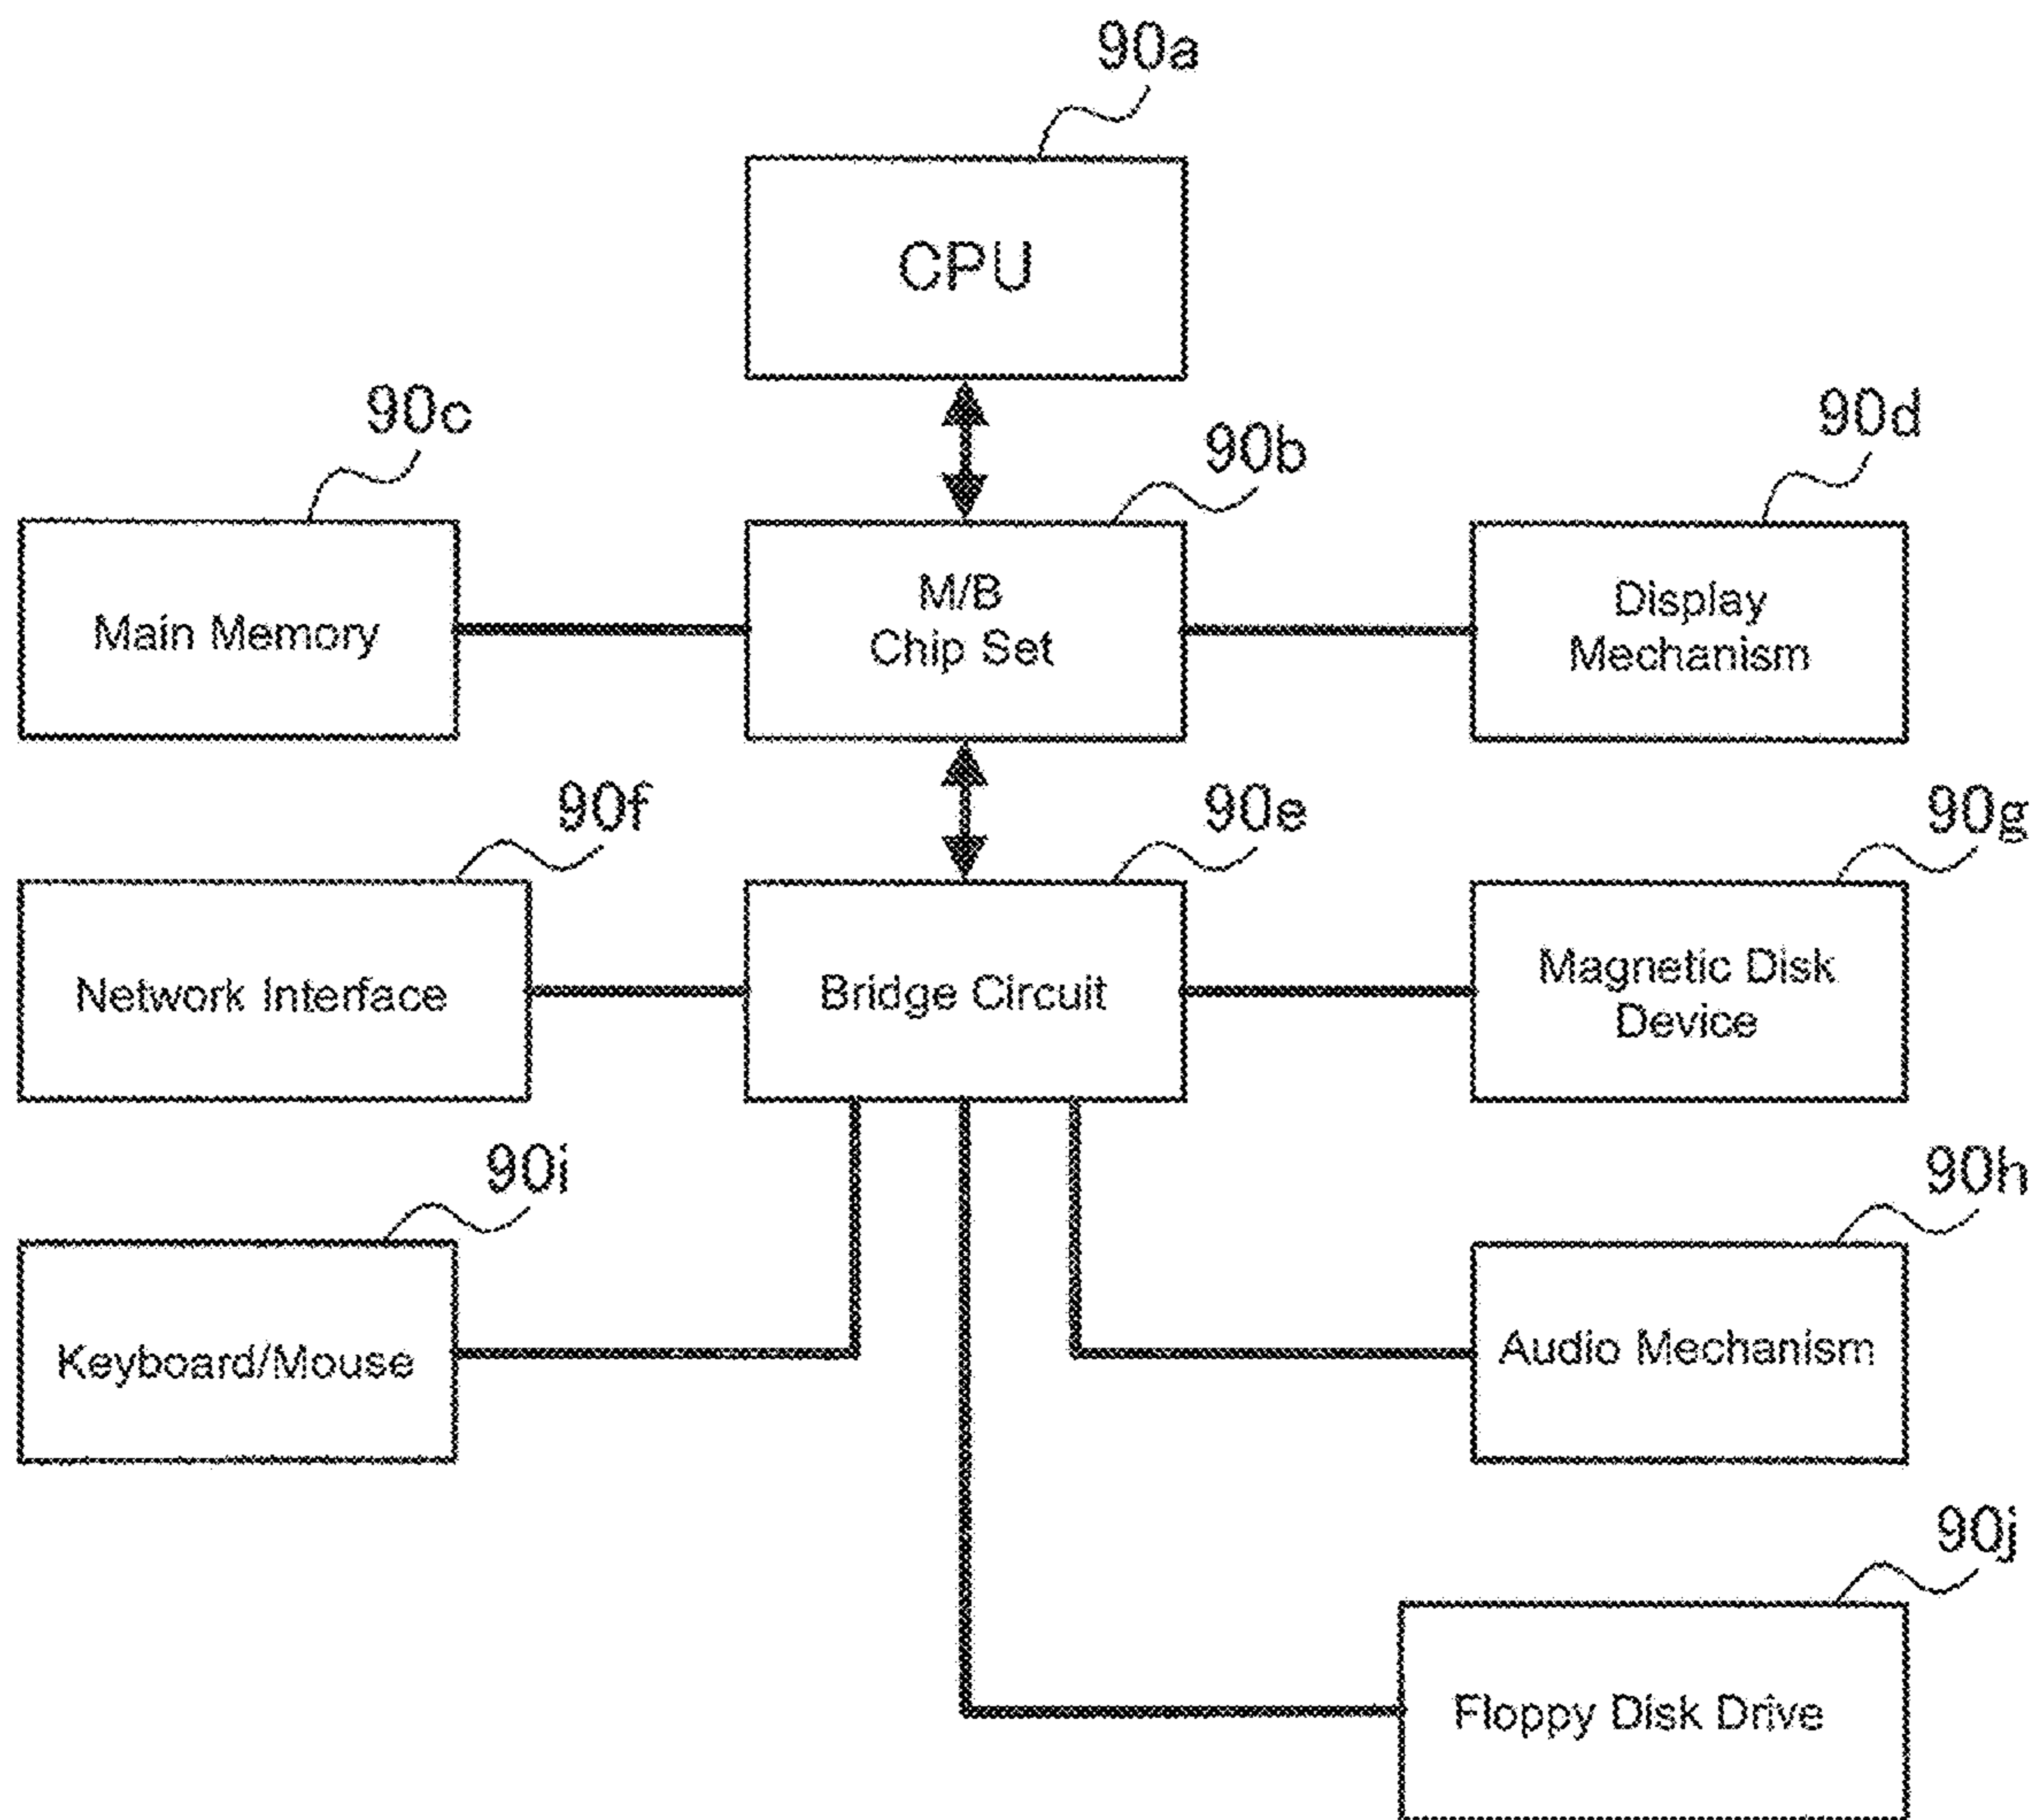 90a
CPU
90c
90b
90d
Main Memory
M/B
Chip Set
Display
Mechanism
90f
90e
90g
Network Interface
Bridge Circuit
Magnetic Disk
Device
90i
90h
Keyboard/Mouse
Audio Mechanism
90j
Floppy Disk Drive